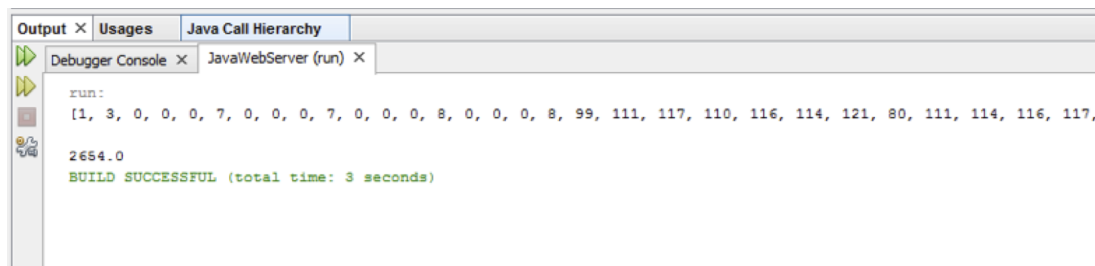 Output Usages Java Call Hierarchy
Debugger Console JavaWebServer (run)
run:
[1, 3, 0, 0, 0, 7, 0, 0, 0, 7, 0, 0, 0, 8, 0, 0, 0, 8, 99, 111, 117, 110, 116, 114, 121, 80, 111, 114, 116, 117,
2654.0
BUILD SUCCESSFUL (total time: 3 seconds)